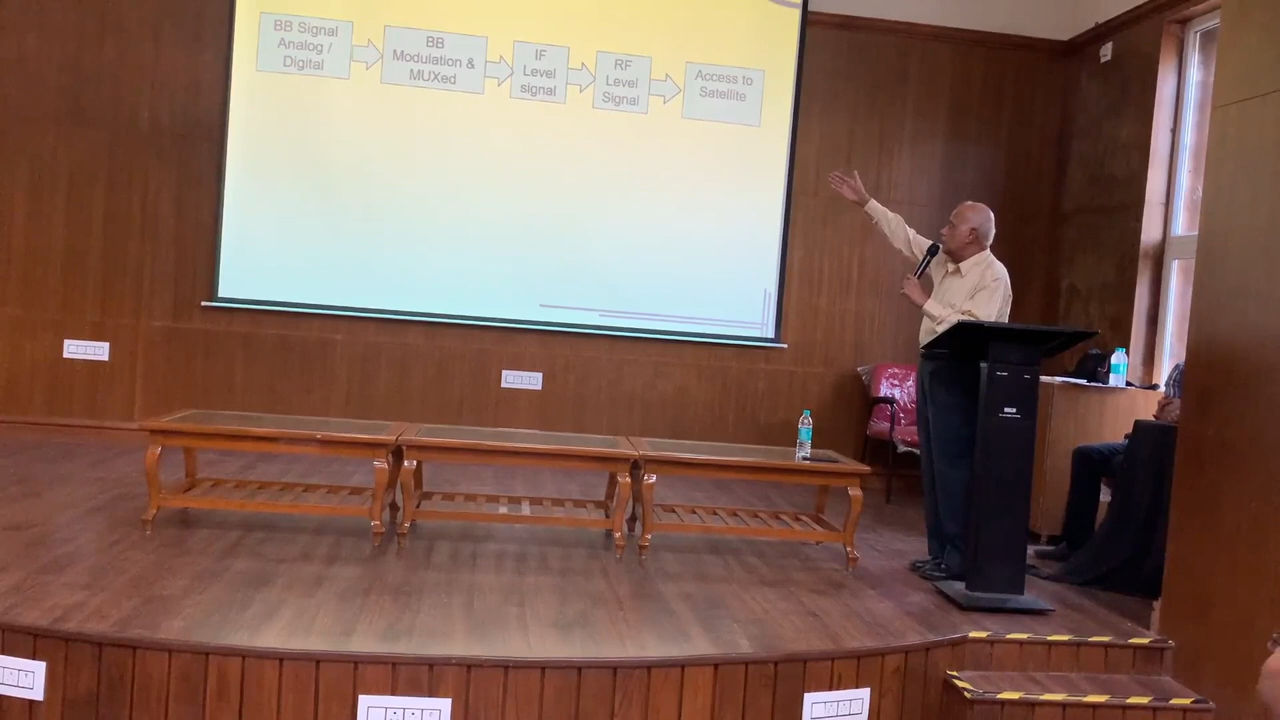 BB Signal
Analog /
Digital
BB
Modulation &
MUXed
IF
Level
signal
RF
Level
Signal
Access to
Satellite